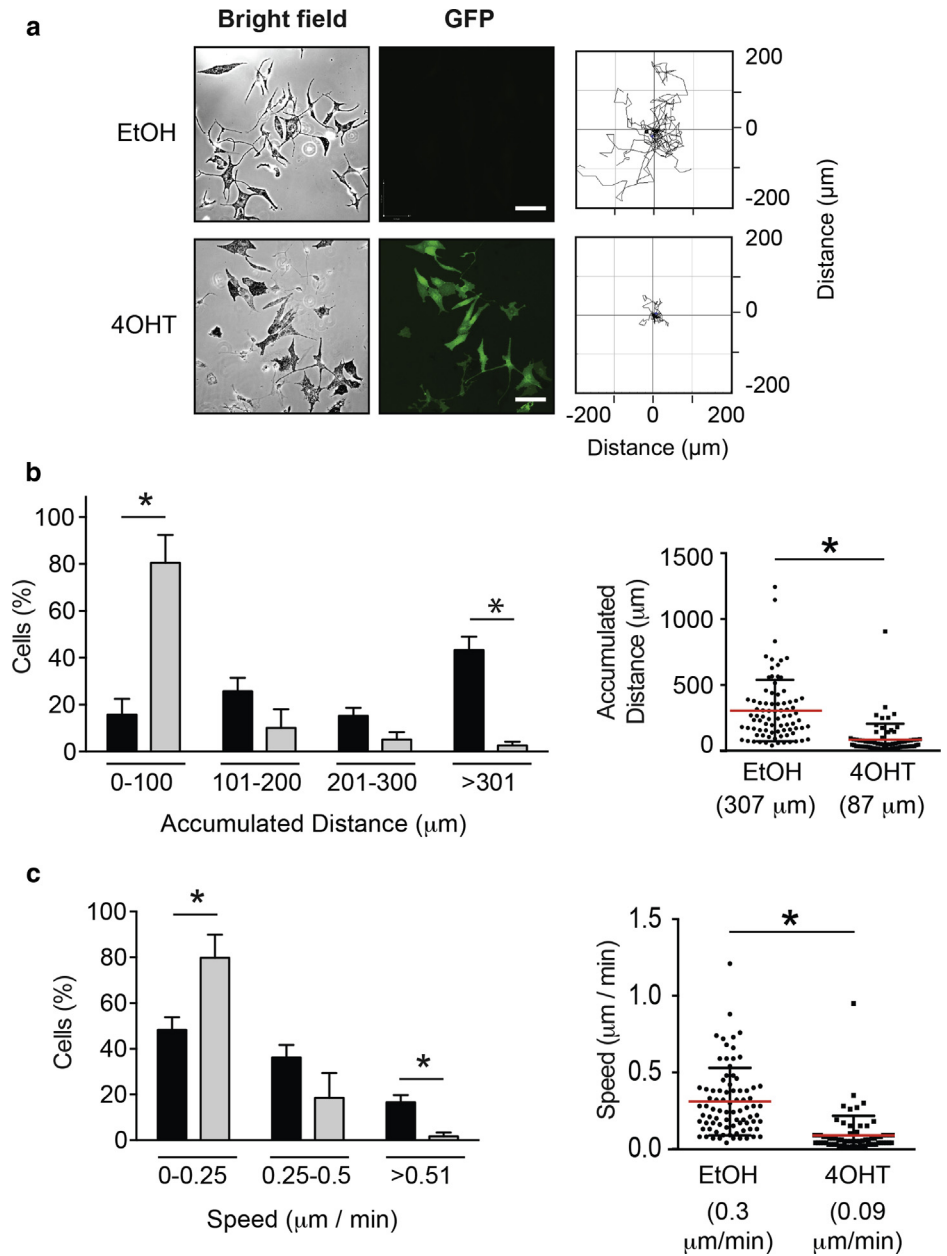 a
Bright field
GFP
EtOH
200
0
-200
Distance (µm)
4OHT
200
0
-200
-200 0 200
Distance (µm)
b
100
80
60
40
20
0
Cells (%)
*
*
0-100 101-200 201-300 >301
Accumulated Distance (µm)
1500
1000
500
0
Accumulated
Distance (µm)
*
EtOH 4OHT
(307 µm) (87 µm)
c
100
80
60
40
20
0
Cells (%)
*
*
0-0.25 0.25-0.5 >0.51
Speed (µm / min)
1.5
1.0
0.5
0.0
Speed (µm / min)
*
EtOH 4OHT
(0.3 (0.09
µm/min) µm/min)